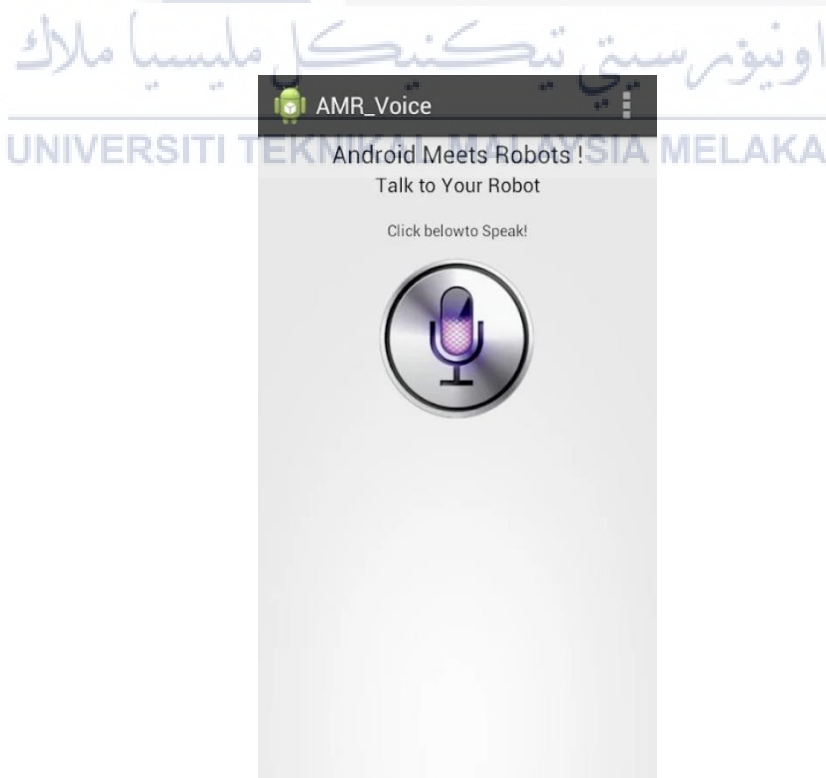 اونيۏرسيتي تيكنيكل مليسيا ملاك
AMR_Voice
UNIVERSITI TEKNIKAL MALAYSIA MELAKA
Android Meets Robots !
Talk to Your Robot
Click belowto Speak!